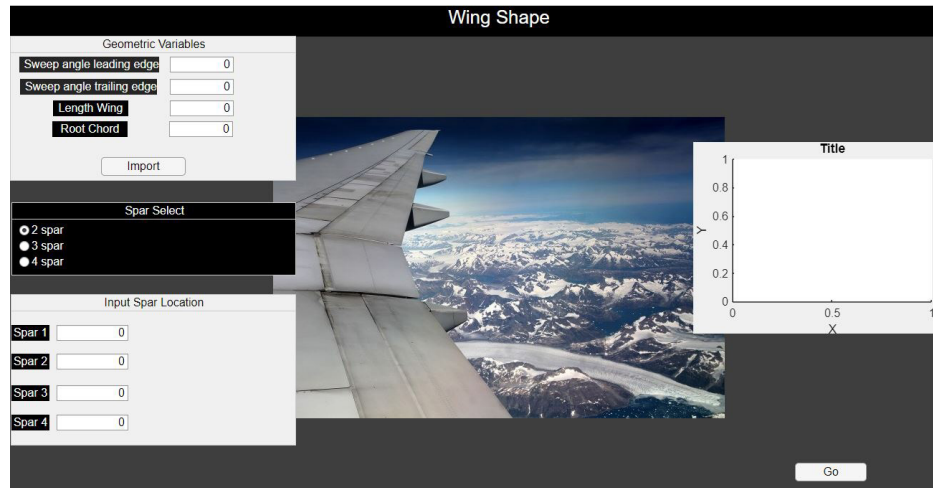 Wing Shape
Geometric Variables
Sweep angle leading edge 0
Sweep angle trailing edge 0
Length Wing 0
Root Chord 0
Import
Spar Select
2 spar
3 spar
4 spar
Input Spar Location
Spar 1 0
Spar 2 0
Spar 3 0
Spar 4 0
Title
1
0.8
0.6
Y
0.4
0.2
0
0 0.5 1
X
Go